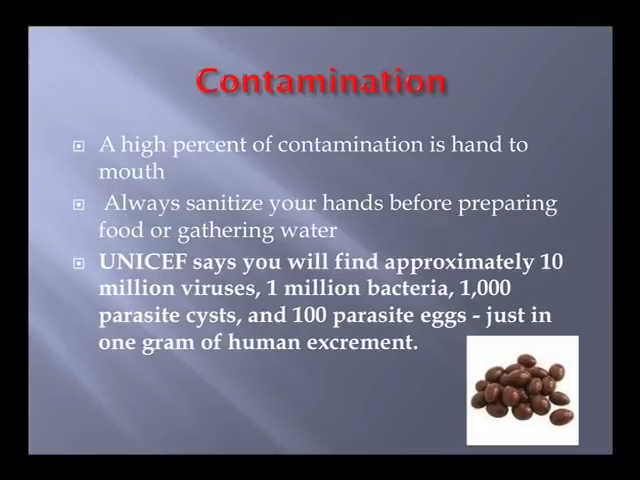 Contamination
A high percent of contamination is hand to
mouth
Always sanitize your hands before preparing
food or gathering water
UNICEF says you will find approximately 10
million viruses, 1 million bacteria, 1,000
parasite cysts, and 100 parasite eggs - just in
one gram of human excrement.